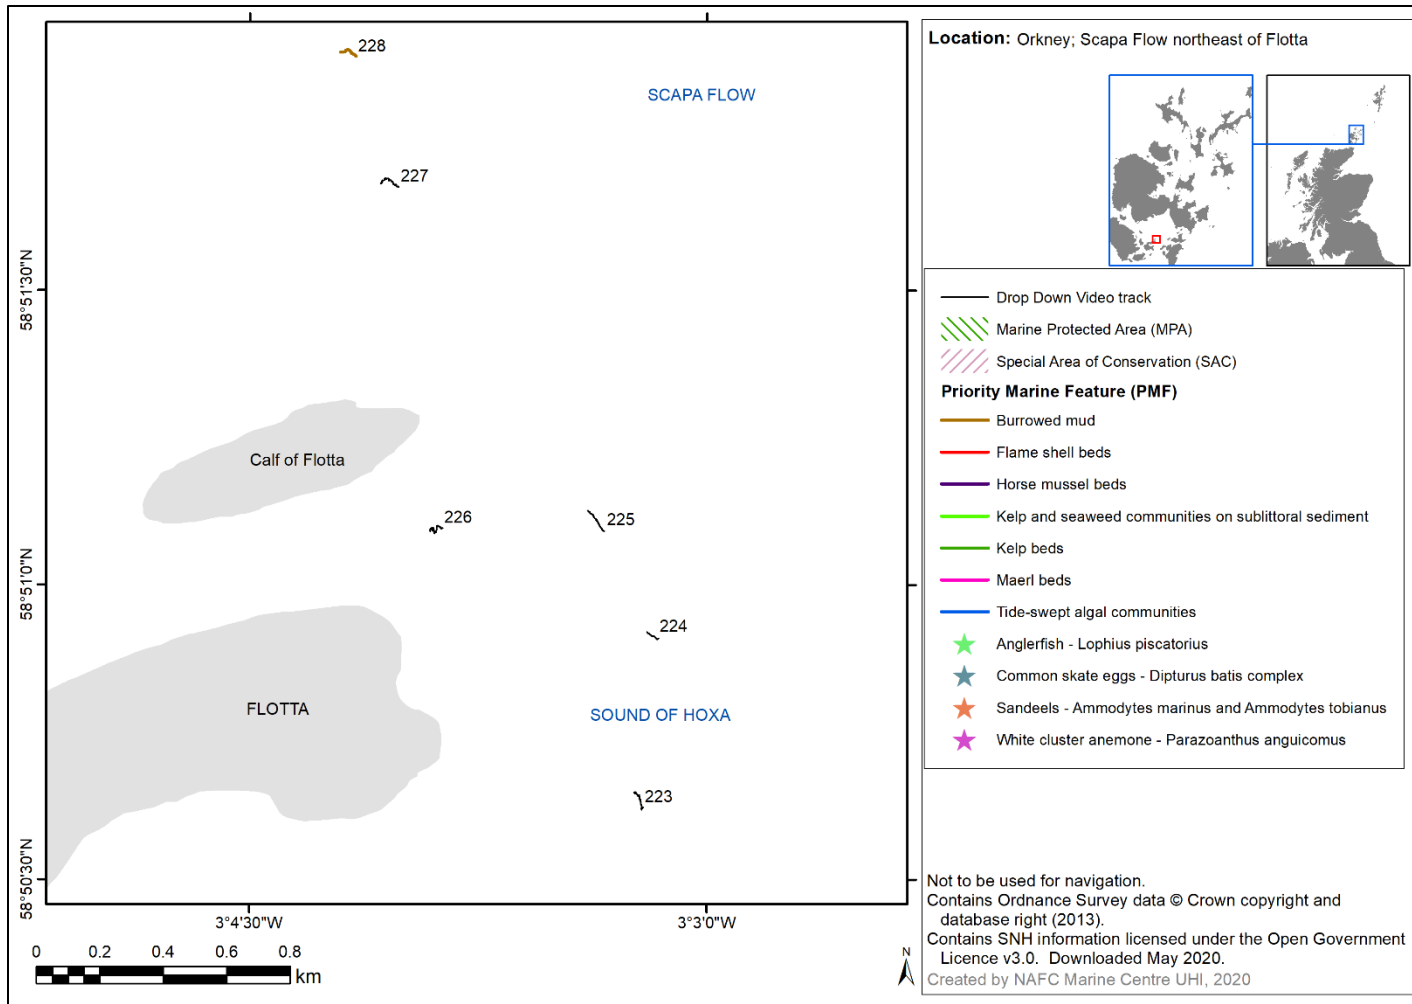 228
SCAPA FLOW
227
58°51'30"N
Calf of Flotta
226
225
58°51'0"N
224
FLOTTA
SOUND OF HOXA
223
58°50'30"N
3°4'30"W
3°3'0"W
0 0.2 0.4 0.6 0.8
km
N
Location: Orkney; Scapa Flow northeast of Flotta
Drop Down Video track
Marine Protected Area (MPA)
Special Area of Conservation (SAC)
Priority Marine Feature (PMF)
Burrowed mud
Flame shell beds
Horse mussel beds
Kelp and seaweed communities on sublittoral sediment
Kelp beds
Maerl beds
Tide-swept algal communities
Anglerfish - Lophius piscatorius
Common skate eggs - Dipturus batis complex
Sandeels - Ammodytes marinus and Ammodytes tobianus
White cluster anemone - Parazoanthus anguicomus
Not to be used for navigation.
Contains Ordnance Survey data © Crown copyright and
database right (2013).
Contains SNH information licensed under the Open Government
Licence v3.0. Downloaded May 2020.
Created by NAFC Marine Centre UHI, 2020